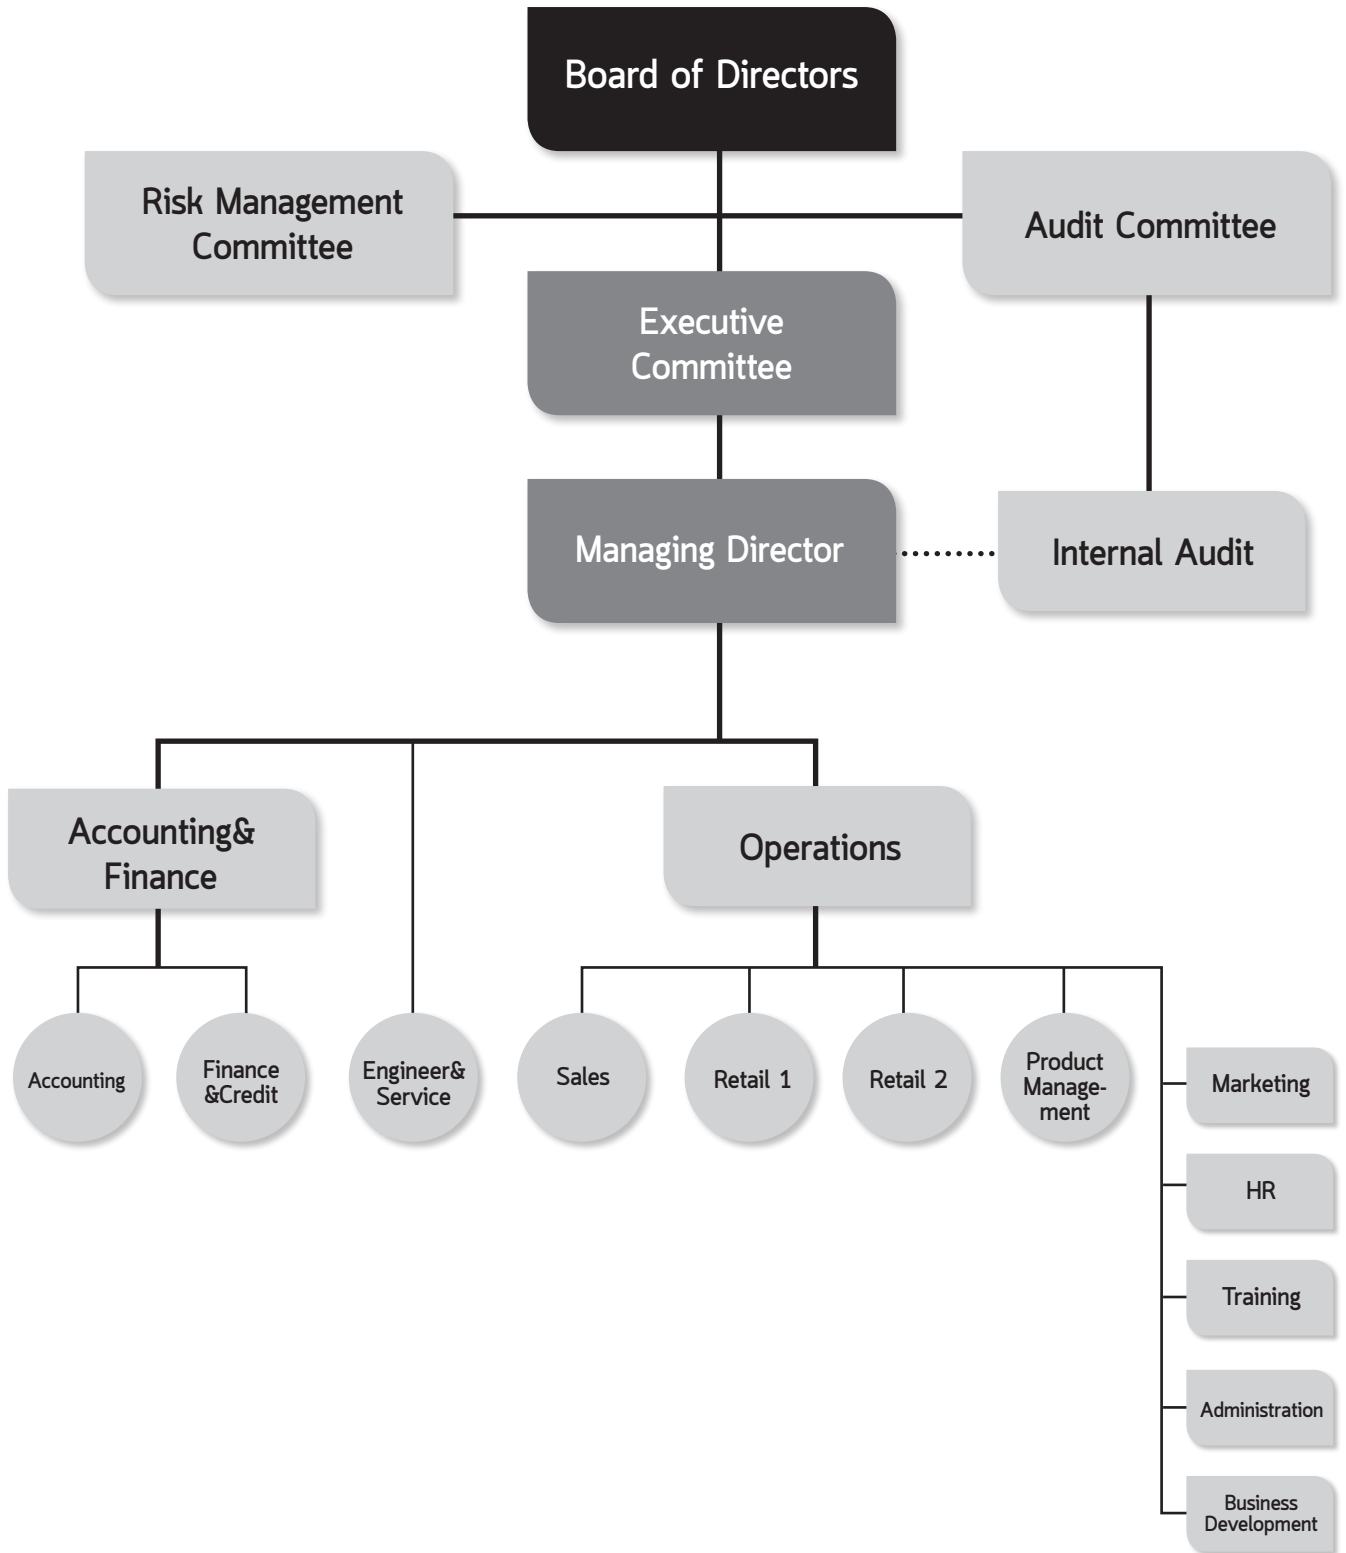 Board of Directors
Risk Management
Committee
Audit Committee
Executive
Committee
Managing Director
Internal Audit
Accounting&
Finance
Operations
Accounting
Finance
&Credit
Engineer&
Service
Sales
Retail 1
Retail 2
Product
Manage-
ment
Marketing
HR
Training
Administration
Business
Development